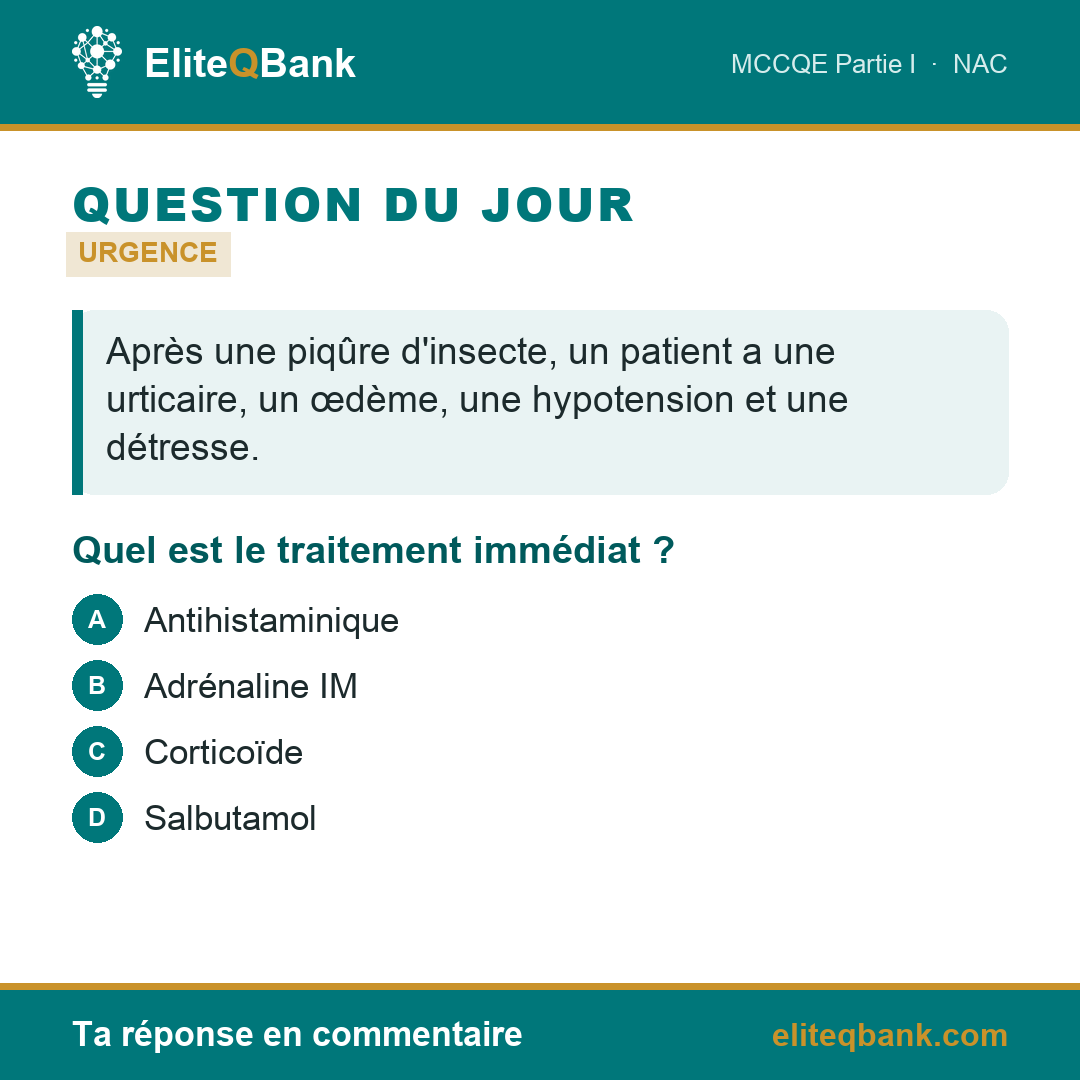 EliteQBank
MCCQE Partie I · NAC
QUESTION DU JOUR
URGENCE
Après une piqûre d'insecte, un patient a une
urticaire, un œdème, une hypotension et une
détresse.
Quel est le traitement immédiat ?
A Antihistaminique
B Adrénaline IM
C Corticoïde
D Salbutamol
Ta réponse en commentaire
eliteqbank.com